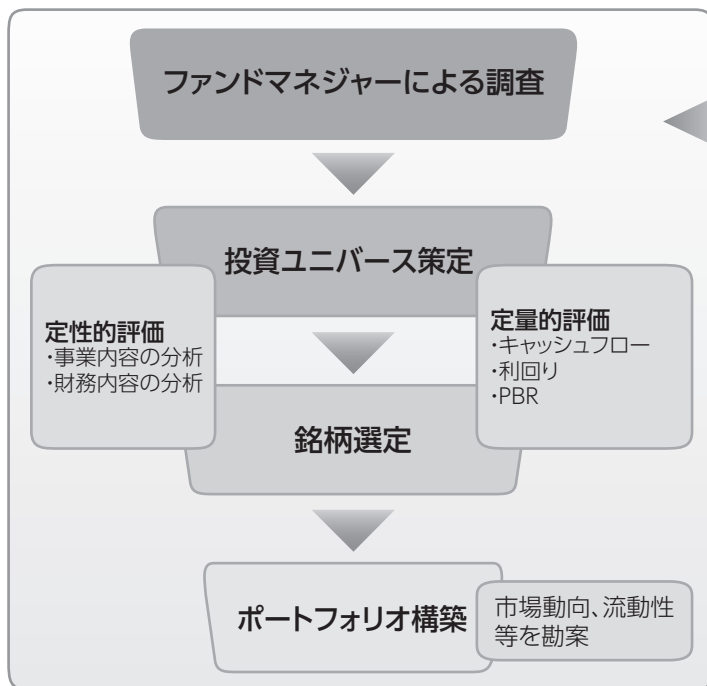 ファンドマネジャーによる調査
投資ユニバース策定
定性的評価
・事業内容の分析
・財務内容の分析
定量的評価
・キャッシュフロー
・利回り
・PBR
銘柄選定
ポートフォリオ構築
市場動向、流動性
等を勘案